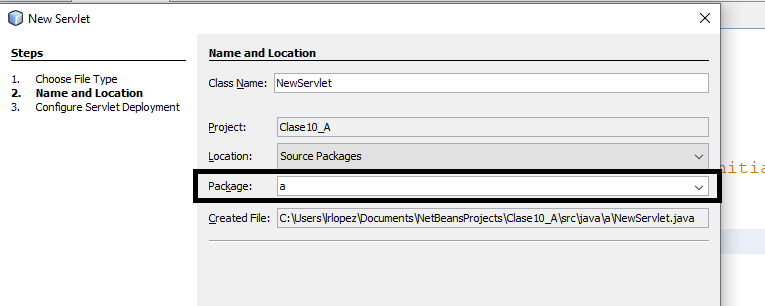 New Servlet
Steps
1. Choose File Type
2. Name and Location
3. Configure Servlet Deployment
Name and Location
Class Name: NewServlet
Project: Clase10_A
Location: Source Packages
Package: a
Created File: C:\Users\rlopez\Documents\NetBeansProjects\Clase10_A\src\java\a\NewServlet.java
nitia